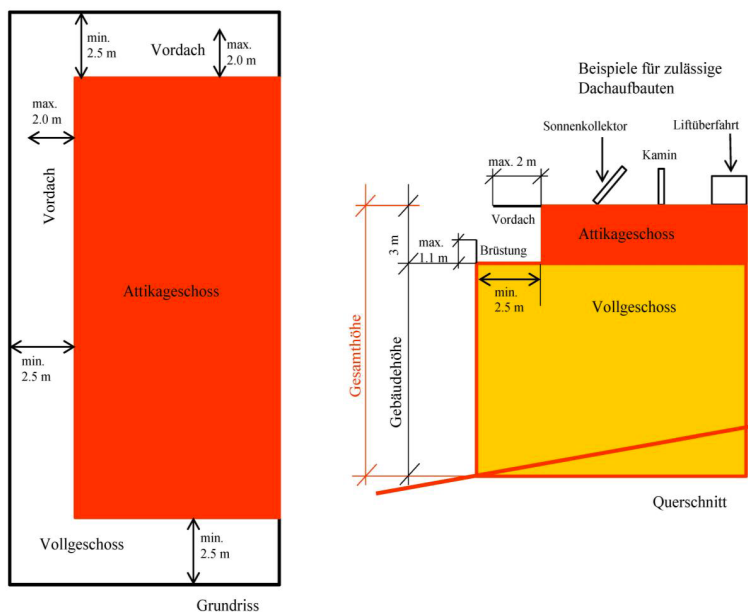 min.
2.5 m
Vordach
max.
2.0 m
max.
2.0 m
Vordach
Attikageschoss
min.
2.5 m
Vollgeschoss
min.
2.5 m
Grundriss
Beispiele für zulässige
Dachaufbauten
Sonnenkollektor
Liftüberfahrt
Kamin
max. 2 m
Vordach
Attikageschoss
3 m
max.
1.1 m
Brüstung
min.
2.5 m
Vollgeschoss
Gesamthöhe
Gebäudehöhe
Querschnitt